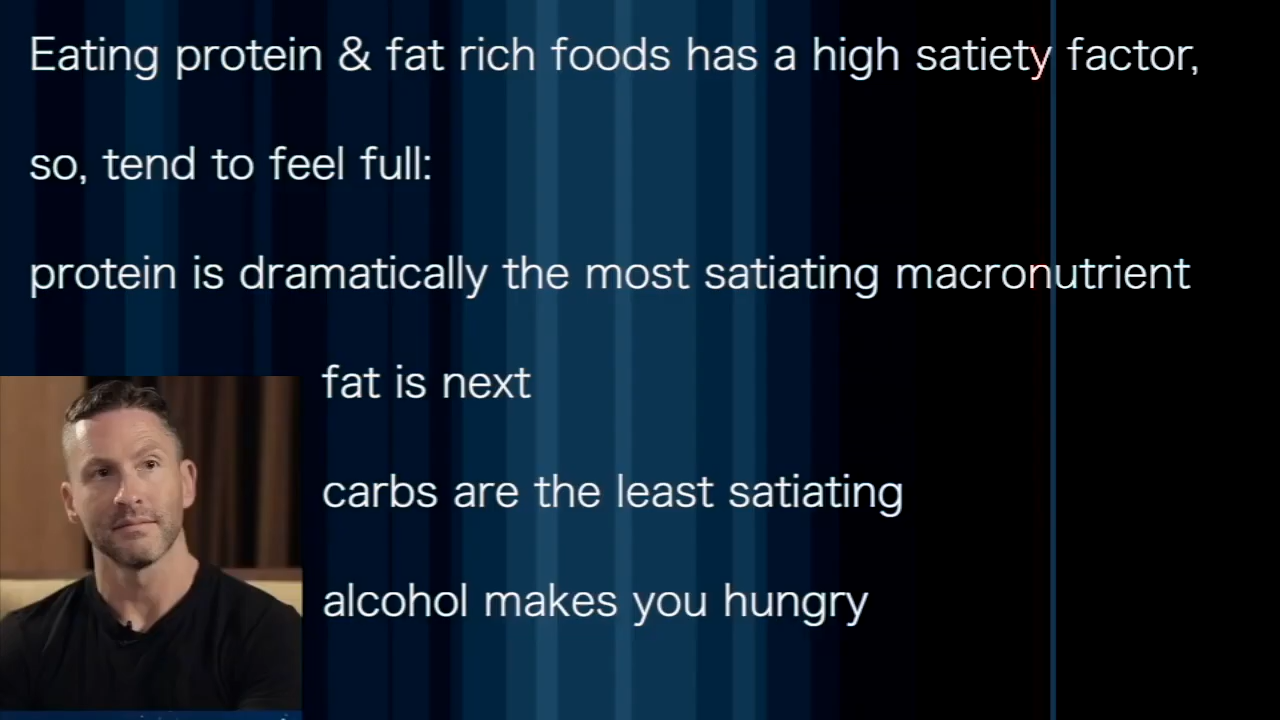 Eating protein & fat rich foods has a high satiety factor,
so, tend to feel full:
protein is dramatically the most satiating macronutrient
fat is next
carbs are the least satiating
alcohol makes you hungry